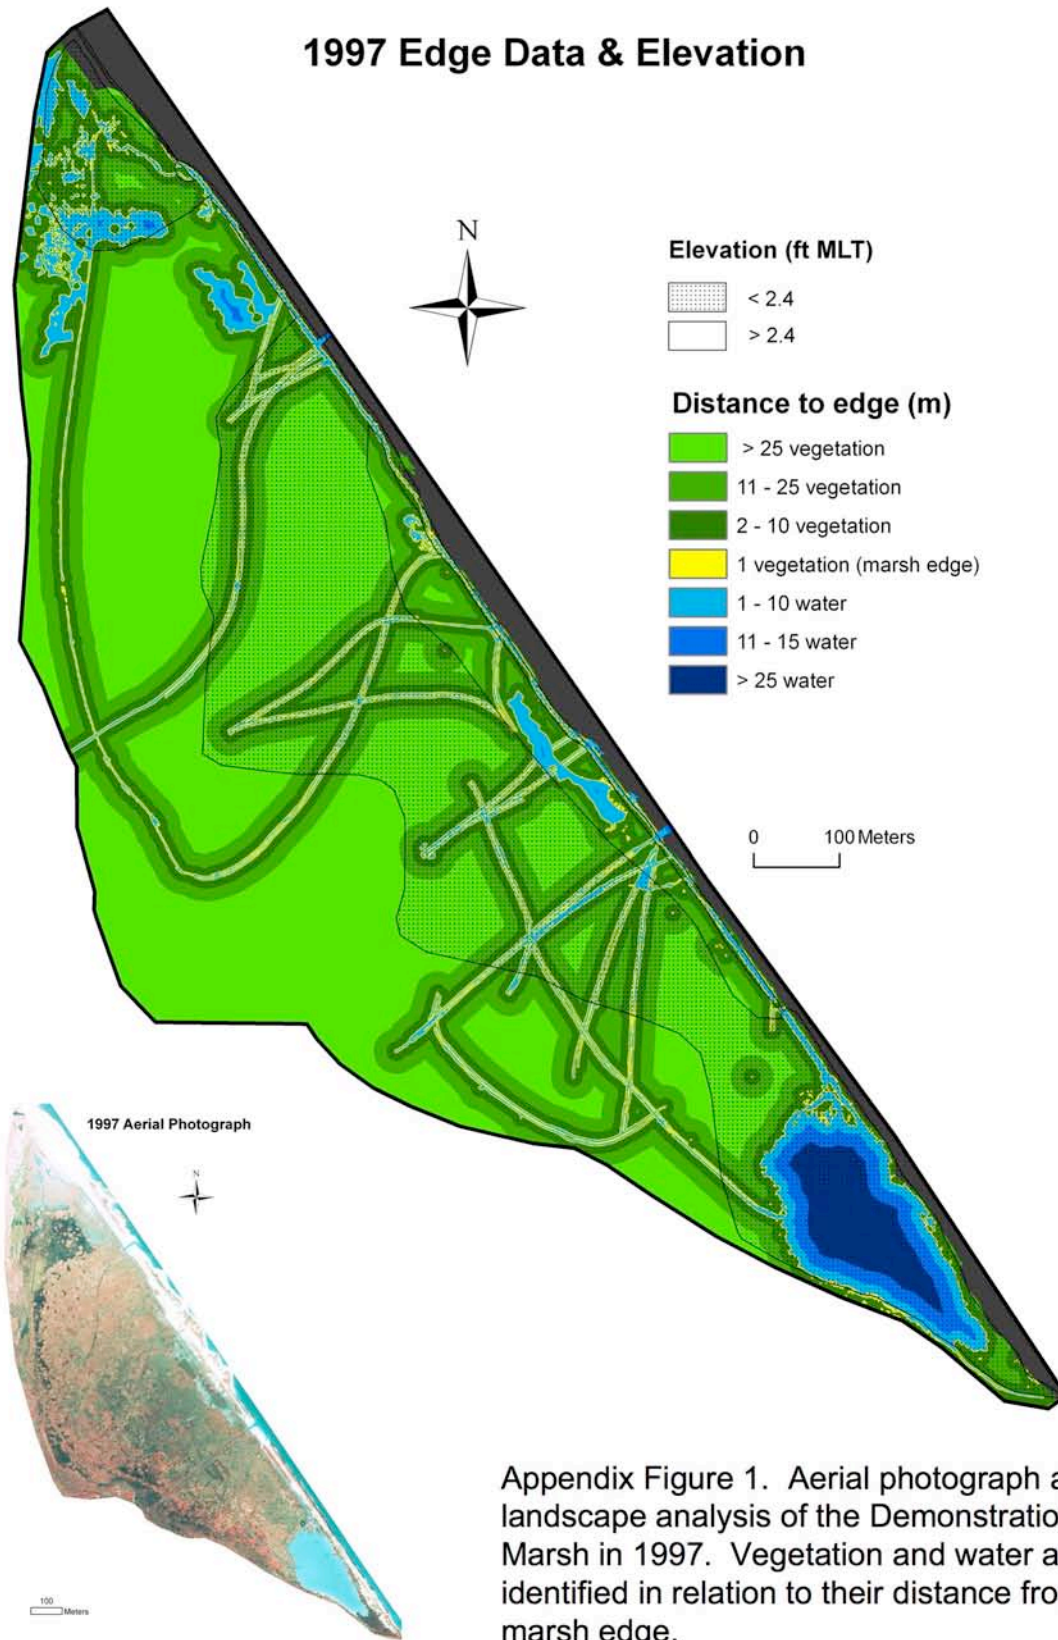 1997 Edge Data & Elevation
N
Elevation (ft MLT)
< 2.4
> 2.4
Distance to edge (m)
> 25 vegetation
11 - 25 vegetation
2 - 10 vegetation
1 vegetation (marsh edge)
1 - 10 water
11 - 15 water
> 25 water
0 100 Meters
1997 Aerial Photograph
N
100
Meters
Appendix Figure 1. Aerial photograph a
landscape analysis of the Demonstratio
Marsh in 1997. Vegetation and water a
identified in relation to their distance fro
marsh edge.